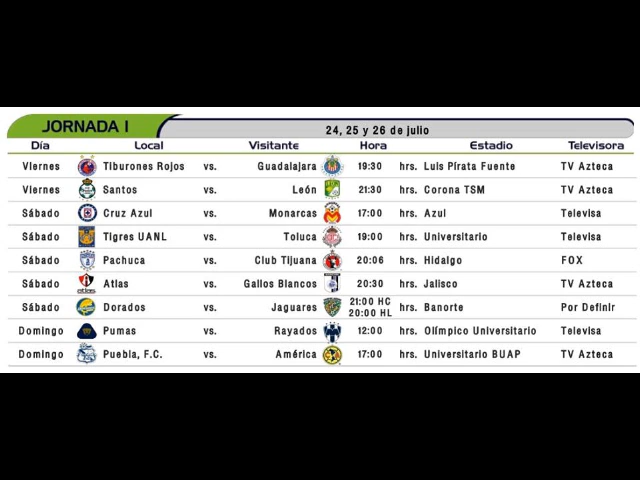 JORNADA I
24, 25 y 26 de julio
Día Local Visitante Hora Estadio Televisora
Viernes Tiburones Rojos vs. Guadalajara 19:30 hrs. Luis Pirata Fuente TV Azteca
Viernes Santos vs. León 21:30 hrs. Corona TSM TV Azteca
Sábado Cruz Azul vs. Monarcas 17:00 hrs. Azul Televisa
Sábado Tigres UANL vs. Toluca 19:00 hrs. Universitario Televisa
Sábado Pachuca vs. Club Tijuana 20:06 hrs. Hidalgo FOX
Sábado Atlas vs. Gallos Blancos 20:30 hrs. Jalisco TV Azteca
Sábado Dorados vs. Jaguares 21:00 HC 20:00 HL hrs. Banorte Por Definir
Domingo Pumas vs. Rayados 12:00 hrs. Olímpico Universitario Televisa
Domingo Puebla, F.C. vs. América 17:00 hrs. Universitario BUAP TV Azteca